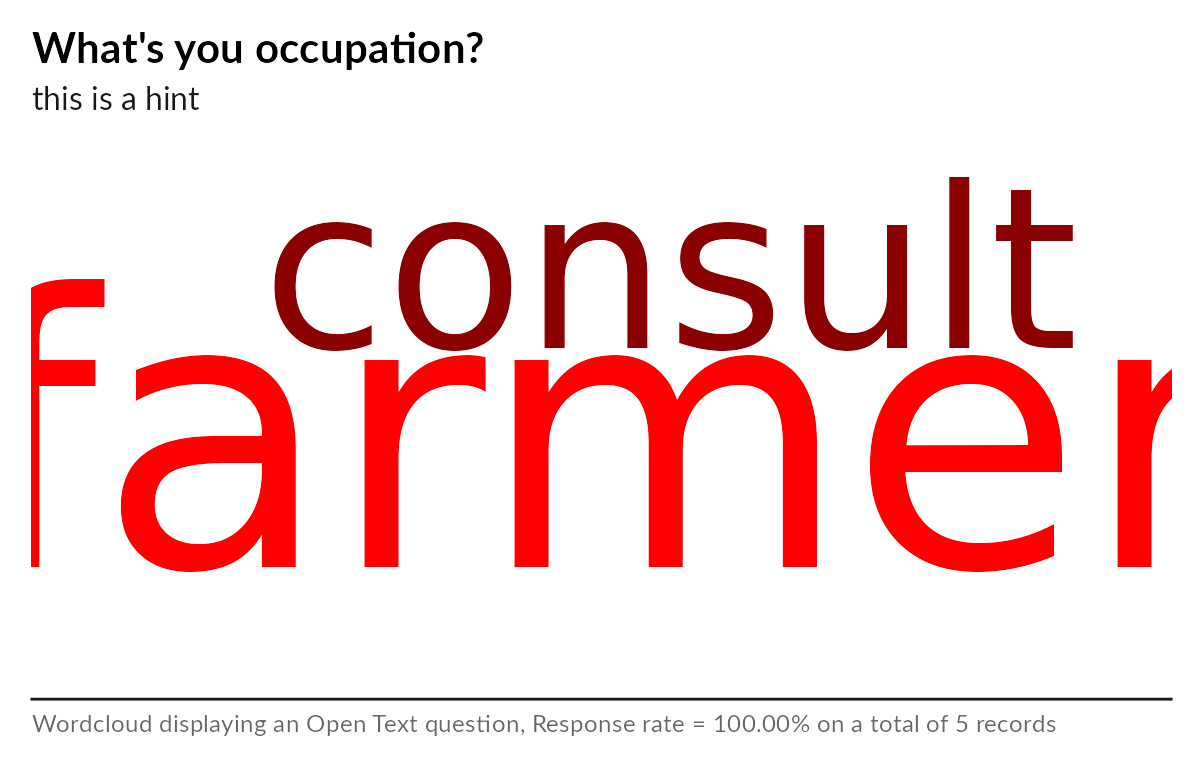 What's you occupation?
this is a hint
consult
farmer
Wordcloud displaying an Open Text question, Response rate = 100.00% on a total of 5 records